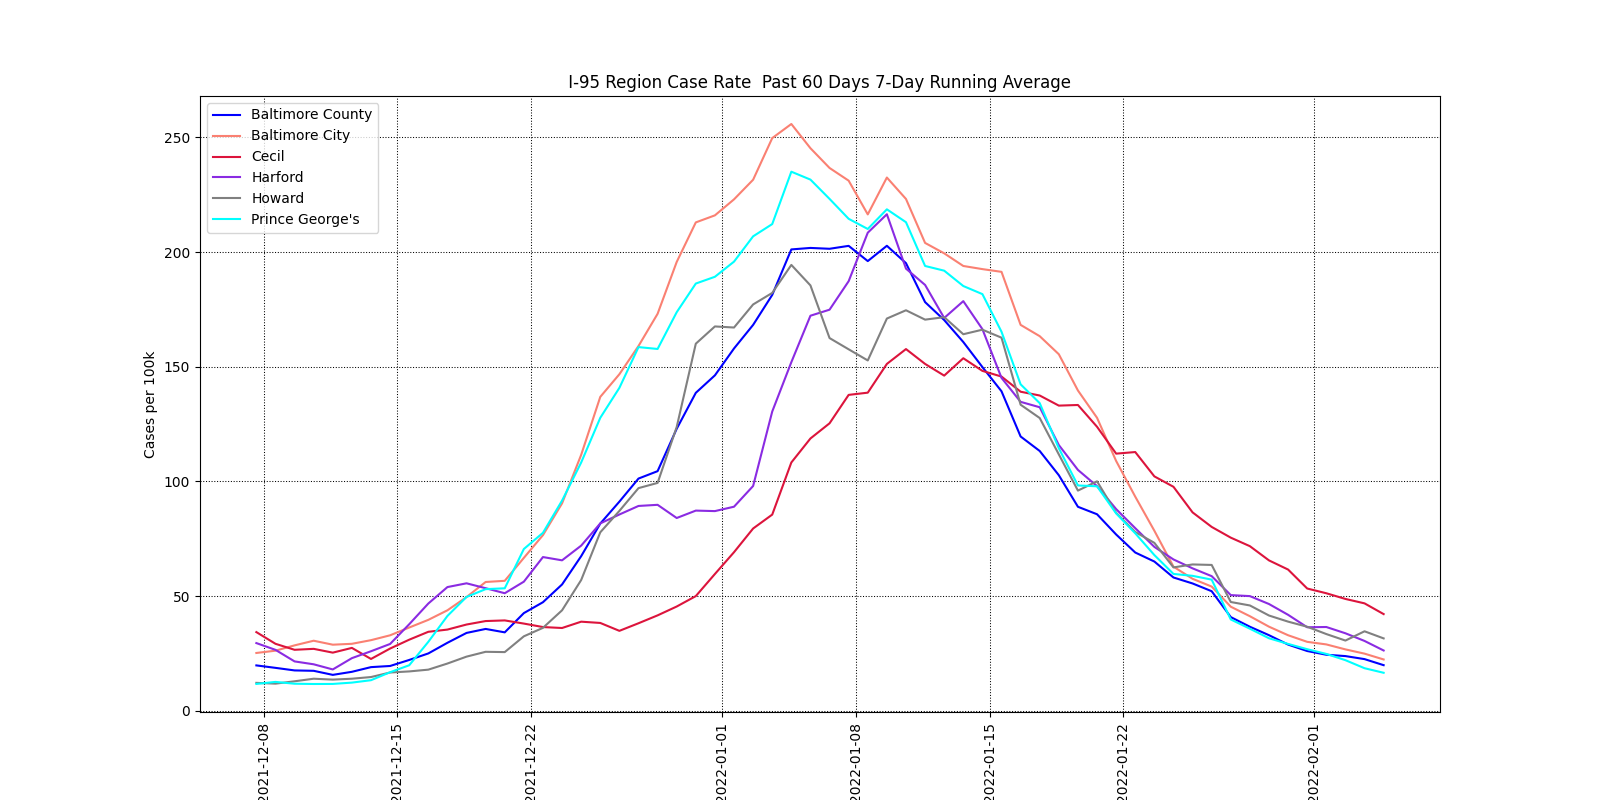 I-95 Region Case Rate  Past 60 Days 7-Day Running Average
Baltimore County
Baltimore City
Cecil
Harford
Howard
Prince George's
Cases per 100k
250
200
150
100
50
0
2021-12-08
2021-12-15
2021-12-22
2022-01-01
2022-01-08
2022-01-15
2022-01-22
2022-02-01